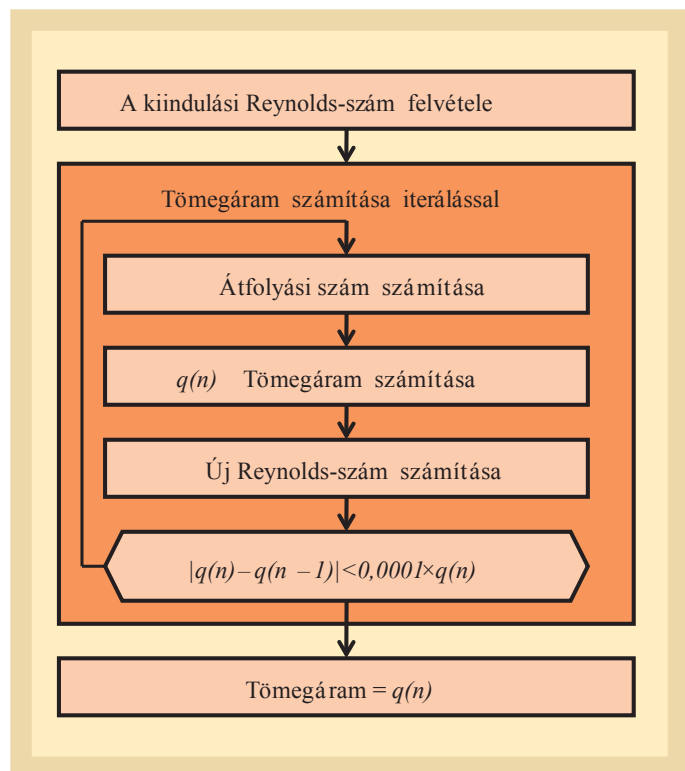 A kiindulási Reynolds-szám felvétele
Tömegáram számítása iterálással
Átfolyási szám számítása
q(n) Tömegáram számítása
Új Reynolds-szám számítása
|q(n)–q(n –1)|<0,0001×q(n)
Tömegáram = q(n)